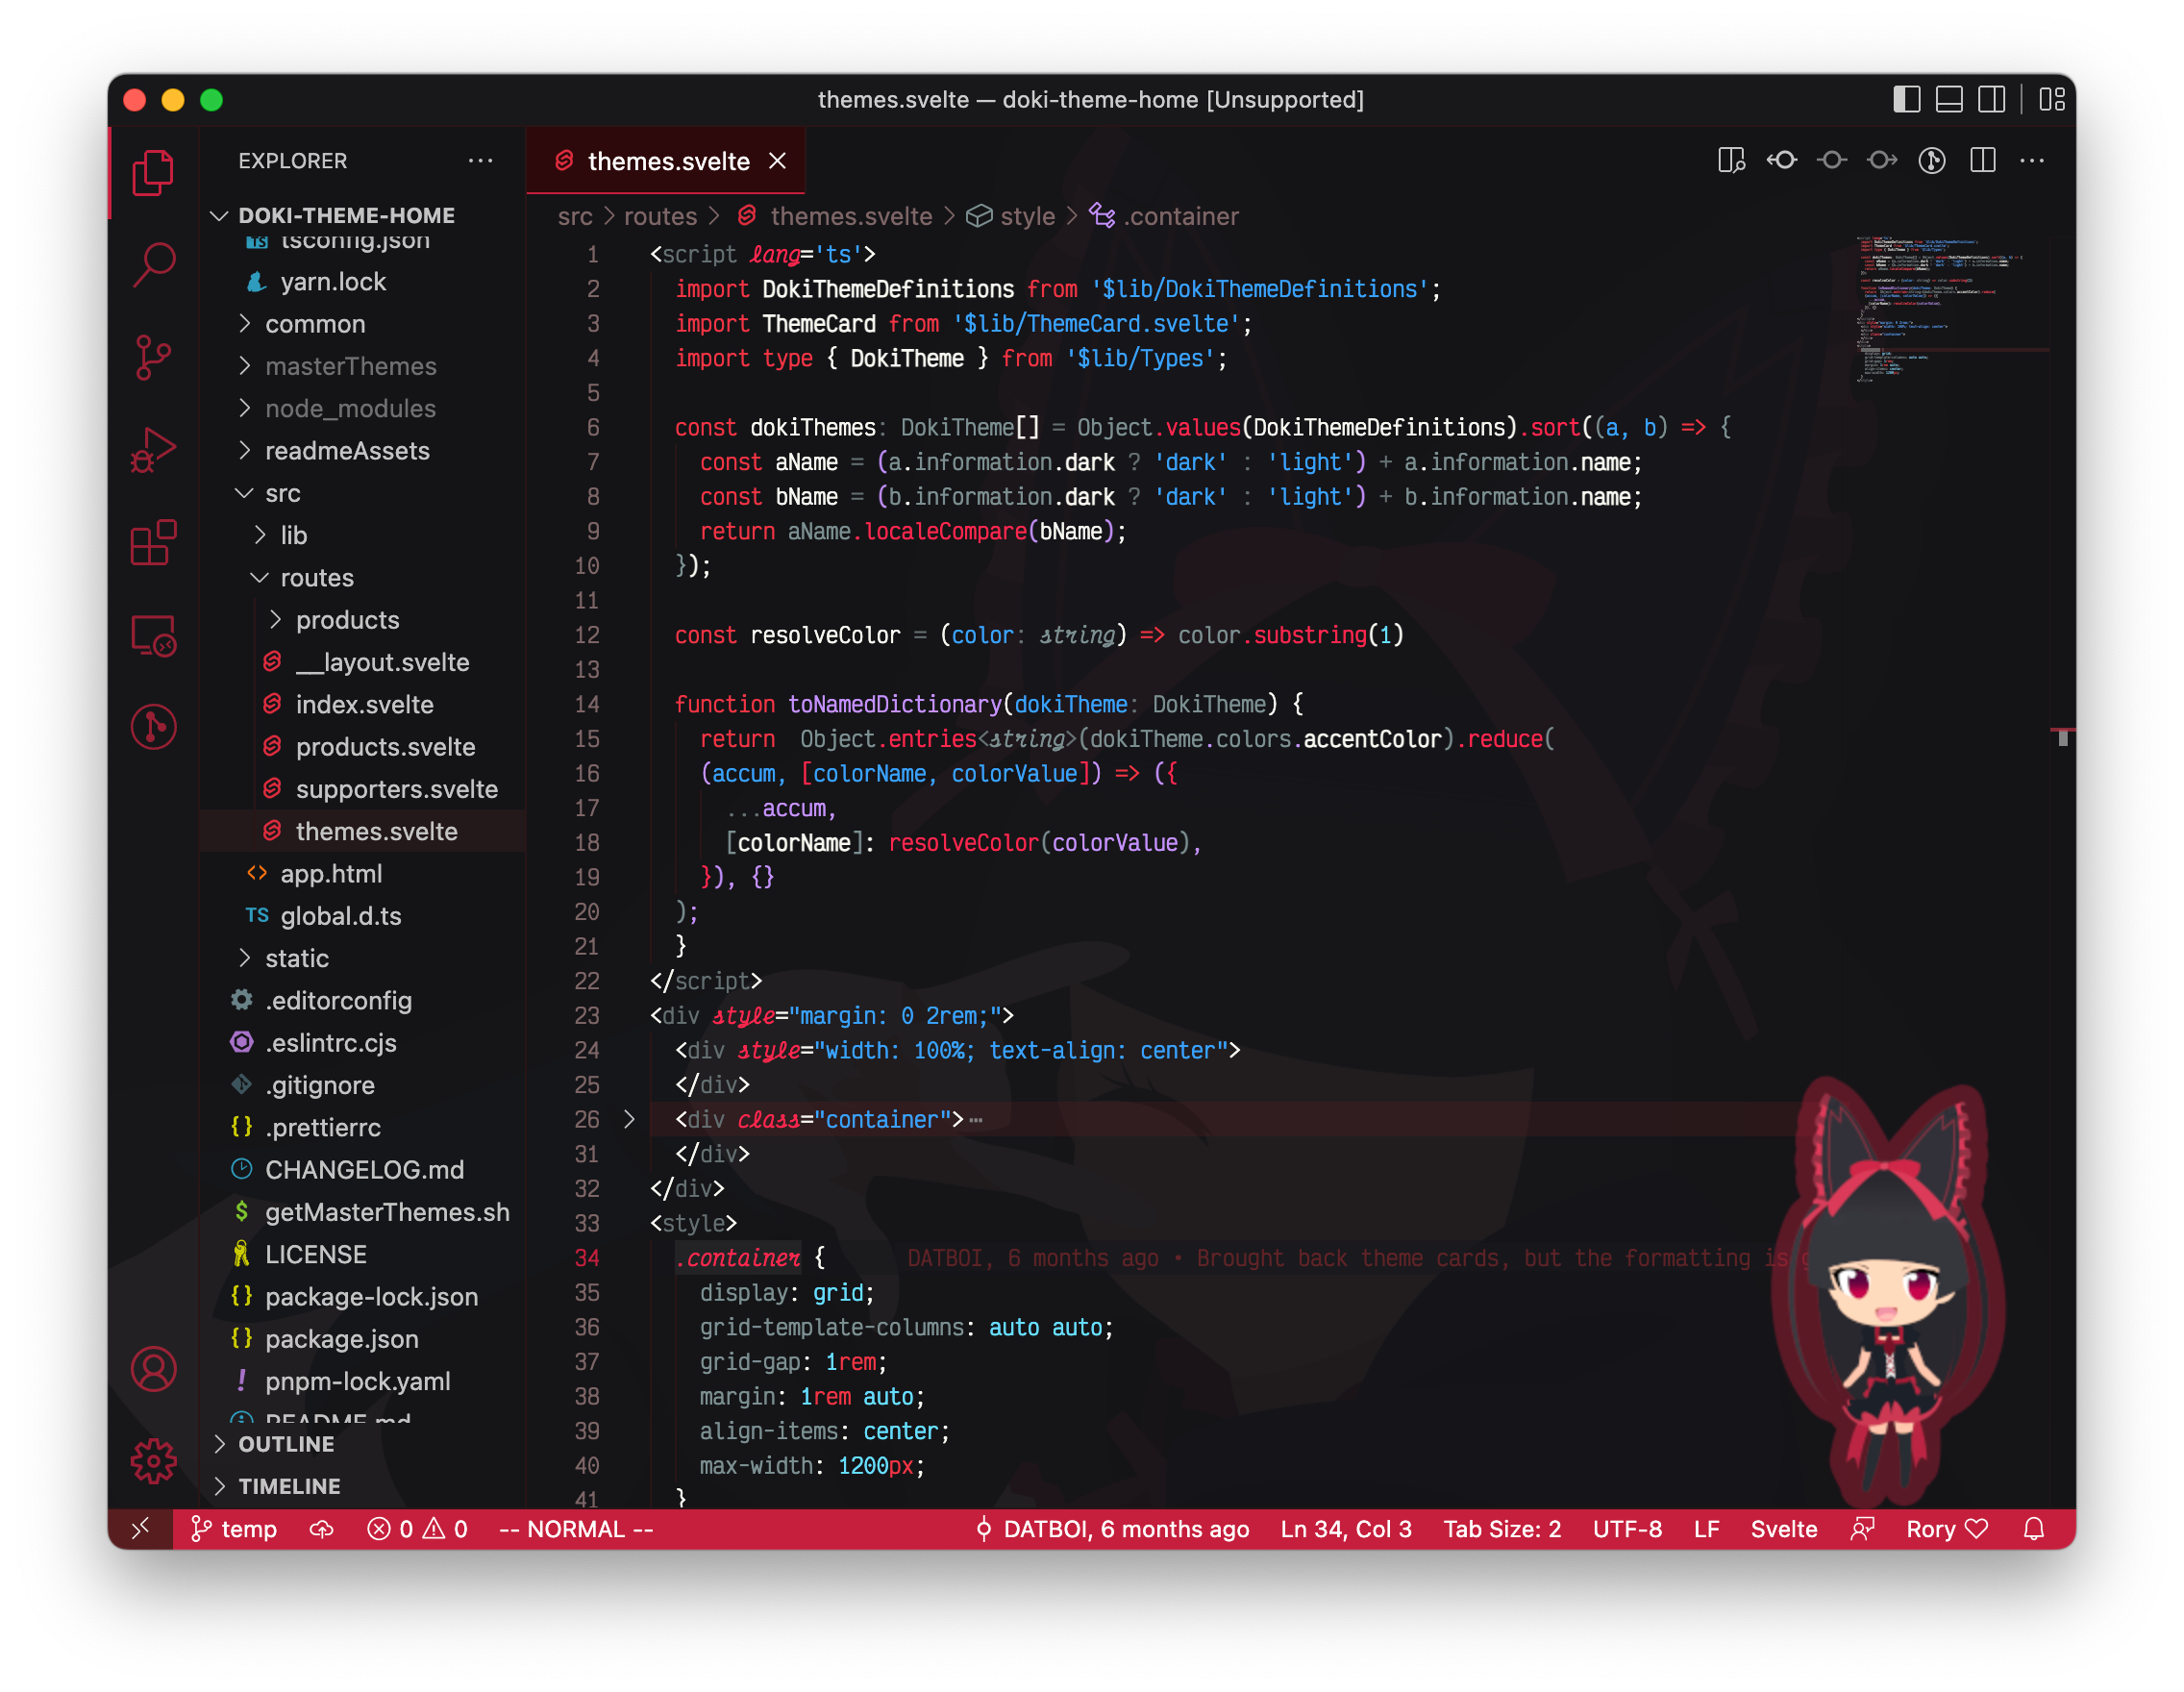 themes.svelte — doki-theme-home [Unsupported]
EXPLORER
DOKI-THEME-HOME
tsconfig.json
yarn.lock
common
masterThemes
node_modules
readmeAssets
src
lib
routes
products
__layout.svelte
index.svelte
products.svelte
supporters.svelte
themes.svelte
app.html
TS global.d.ts
static
.editorconfig
.eslintrc.cjs
.gitignore
{} .prettierrc
CHANGELOG.md
$ getMasterThemes.sh
LICENSE
{} package-lock.json
{} package.json
! pnpm-lock.yaml
README.md
OUTLINE
TIMELINE
themes.svelte
src > routes > themes.svelte > style > .container
1 <script lang='ts'>
2 import DokiThemeDefinitions from '$lib/DokiThemeDefinitions';
3 import ThemeCard from '$lib/ThemeCard.svelte';
4 import type { DokiTheme } from '$lib/Types';
5
6 const dokiThemes: DokiTheme[] = Object.values(DokiThemeDefinitions).sort((a, b) => {
7 const aName = (a.information.dark ? 'dark' : 'light') + a.information.name;
8 const bName = (b.information.dark ? 'dark' : 'light') + b.information.name;
9 return aName.localeCompare(bName);
10 });
11
12 const resolveColor = (color: string) => color.substring(1)
13
14 function toNamedDictionary(dokiTheme: DokiTheme) {
15 return Object.entries<string>(dokiTheme.colors.accentColor).reduce(
16 (accum, [colorName, colorValue]) => ({
17 ...accum,
18 [colorName]: resolveColor(colorValue),
19 }), {}
20 );
21 }
22 </script>
23 <div style="margin: 0 2rem;">
24 <div style="width: 100%; text-align: center">
25 </div>
26 <div class="container">⋯
31 </div>
32 </div>
33 <style>
34 .container { DATBOI, 6 months ago • Brought back theme cards, but the formatting is
35 display: grid;
36 grid-template-columns: auto auto;
37 grid-gap: 1rem;
38 margin: 1rem auto;
39 align-items: center;
40 max-width: 1200px;
41 }
temp 0 0 -- NORMAL -- DATBOI, 6 months ago Ln 34, Col 3 Tab Size: 2 UTF-8 LF Svelte Rory ♡